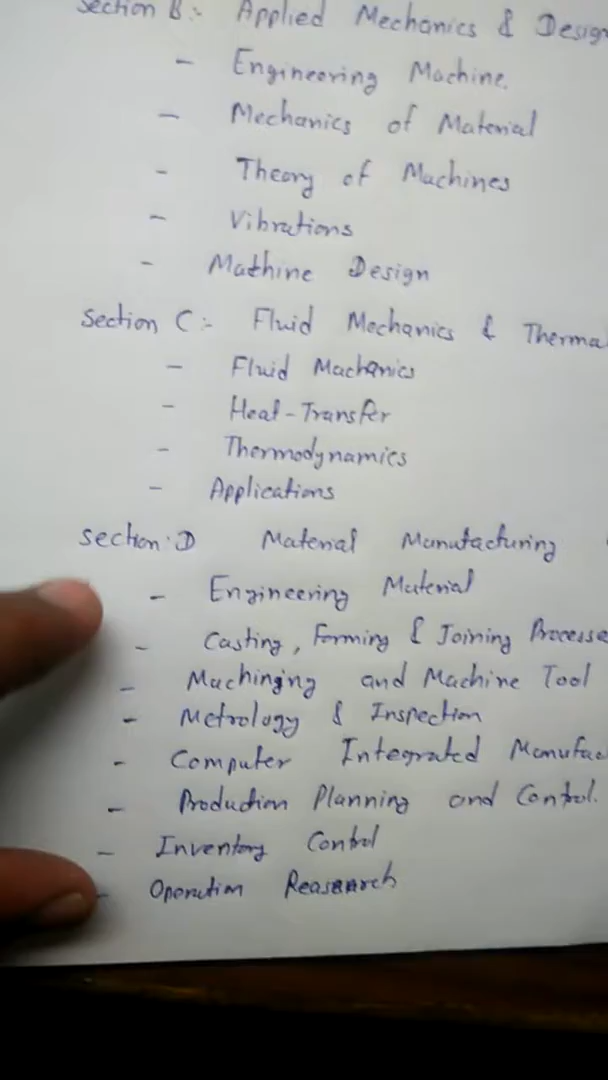 Section B:- Applied Mechanics & Design
- Engineering Machine.
- Mechanics of Material
- Theory of Machines
- Vibrations
- Machine Design
Section C:- Fluid Mechanics & Therma
- Fluid Machanics
- Heat-Transfer
- Thermodynamics
- Applications
Section:D Material Manufacturing
- Engineering Material
- Casting, Forming & Joining Processe
- Machining and Machine Tool
- Metrology & Inspection
- Computer Integrated Manufac
- Production Planning and Control.
- Inventory Control
- Operation Reasearch